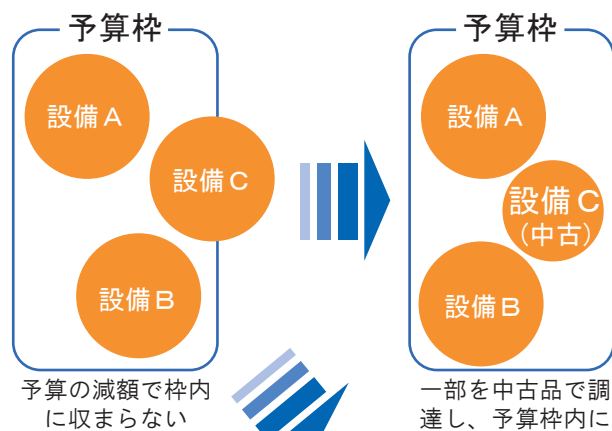 予算枠
設備A
設備C
設備B
予算の減額で枠内
に収まらない
予算枠
設備A
設備C
（中古）
設備B
一部を中古品で調
達し、予算枠内に